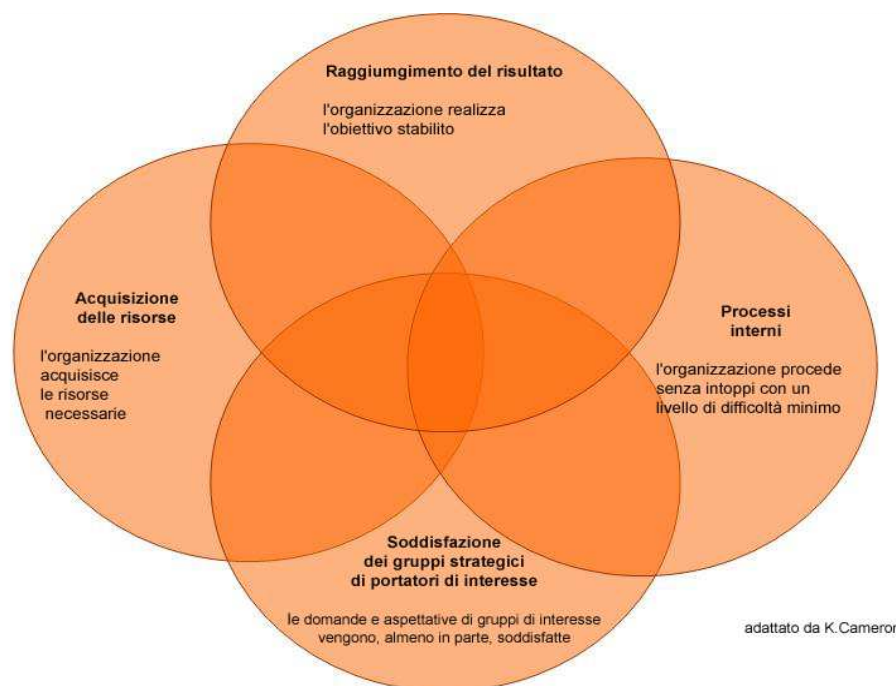 Raggiumgimento del risultato
l'organizzazione realizza
l'obiettivo stabilito
Acquisizione
delle risorse
l'organizzazione
acquisisce
le risorse
necessarie
Processi
interni
l'organizzazione procede
senza intoppi con un
livello di difficoltà minimo
Soddisfazione
dei gruppi strategici
di portatori di interesse
le domande e aspettative di gruppi di interesse
vengono, almeno in parte, soddisfatte
adattato da K.Cameron